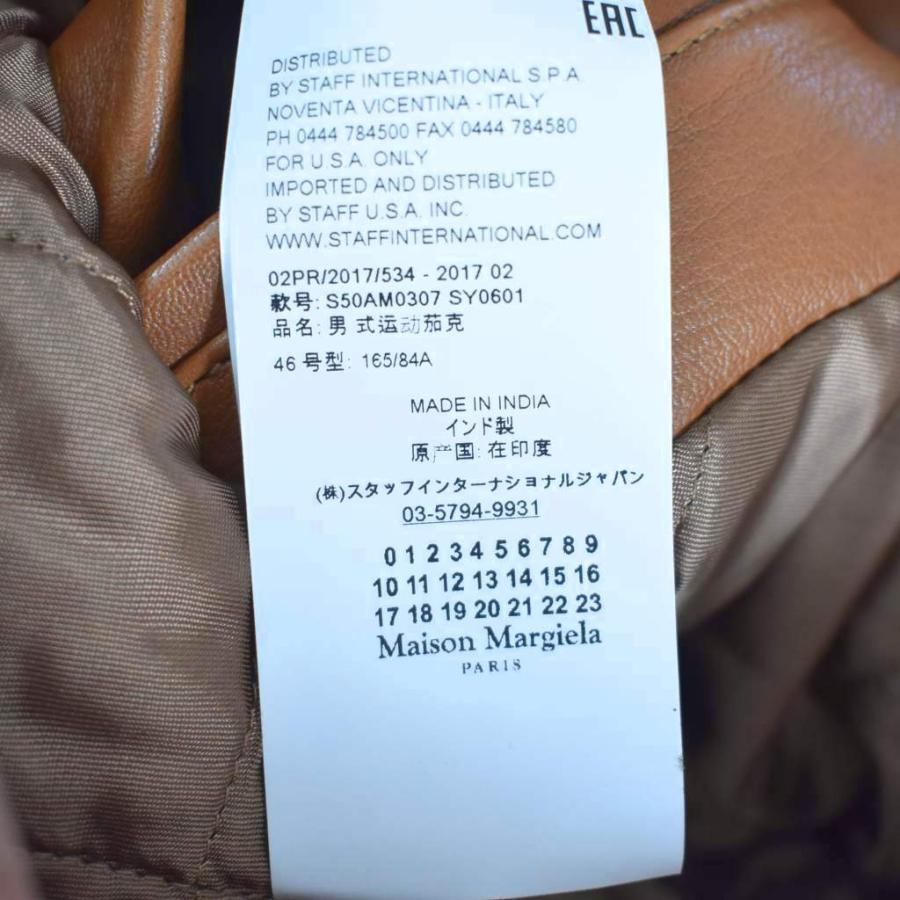 EAC
DISTRIBUTED
BY STAFF INTERNATIONAL S.P.A.
NOVENTA VICENTINA - ITALY
PH 0444 784500 FAX 0444 784580
FOR U.S.A. ONLY
IMPORTED AND DISTRIBUTED
BY STAFF U.S.A. INC.
WWW.STAFFINTERNATIONAL.COM
02PR/2017/534 - 2017 02
款号: S50AM0307 SY0601
品名: 男 式运动茄克
46 号型: 165/84A
MADE IN INDIA
インド製
原产国: 在印度
(株)スタッフインターナショナルジャパン
03-5794-9931
0 1 2 3 4 5 6 7 8 9
10 11 12 13 14 15 16
17 18 19 20 21 22 23
Maison Margiela
PARIS